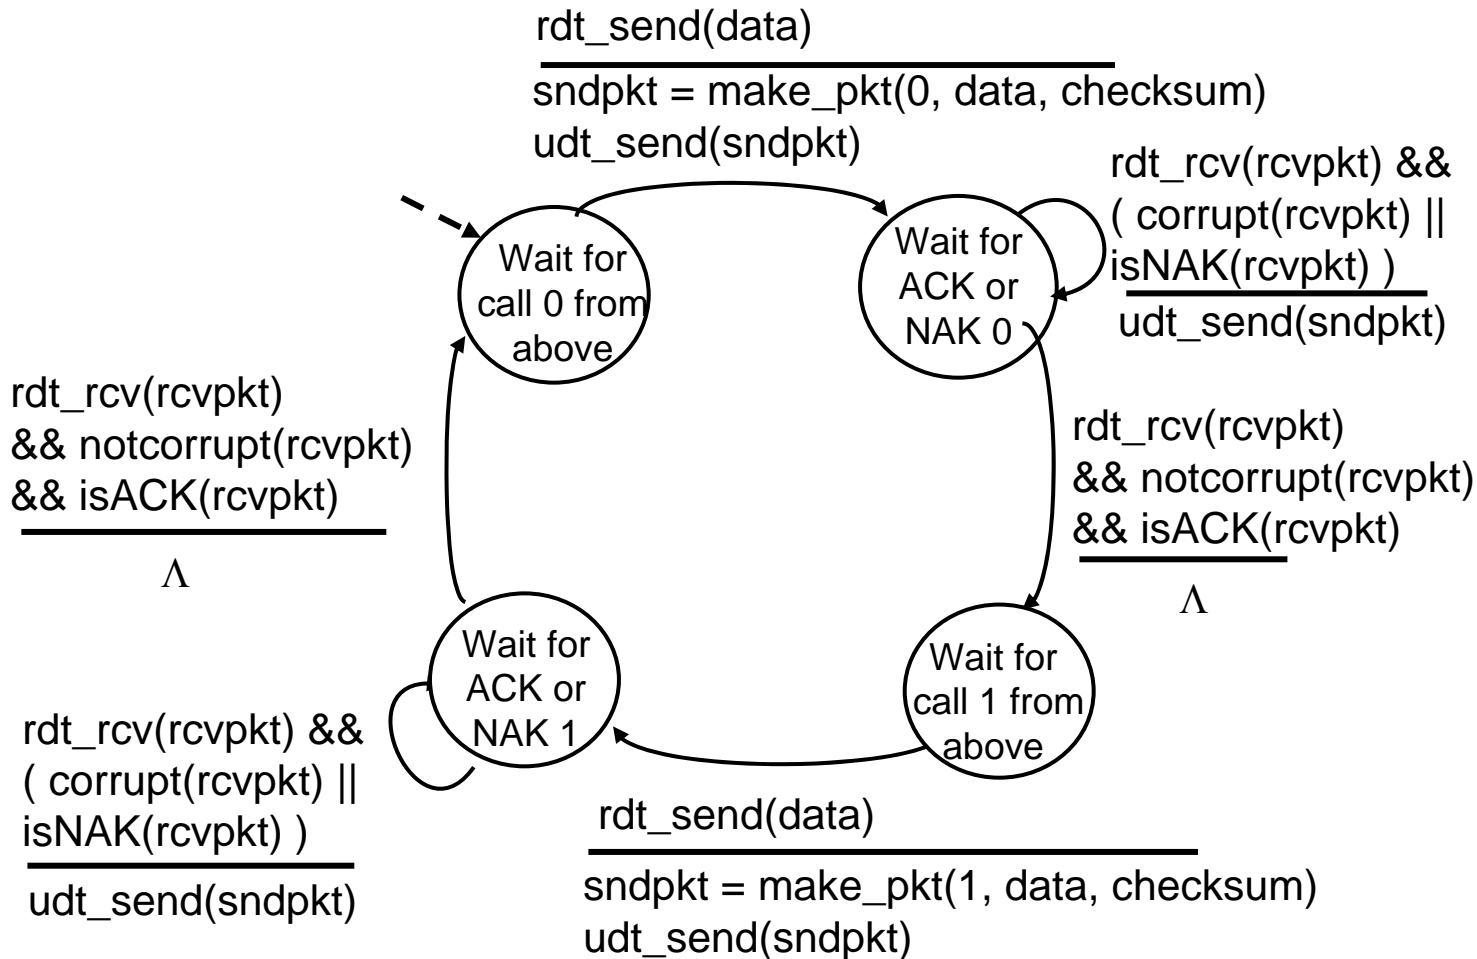 rdt_send(data)
sndpkt = make_pkt(0, data, checksum)
udt_send(sndpkt)
Wait for
call 0 from
above
Wait for
ACK or
NAK 0
rdt_rcv(rcvpkt) &&
( corrupt(rcvpkt) ||
isNAK(rcvpkt) )
udt_send(sndpkt)
rdt_rcv(rcvpkt)
&& notcorrupt(rcvpkt)
&& isACK(rcvpkt)
Λ
rdt_rcv(rcvpkt)
&& notcorrupt(rcvpkt)
&& isACK(rcvpkt)
Λ
Wait for
ACK or
NAK 1
Wait for
call 1 from
above
rdt_rcv(rcvpkt) &&
( corrupt(rcvpkt) ||
isNAK(rcvpkt) )
udt_send(sndpkt)
rdt_send(data)
sndpkt = make_pkt(1, data, checksum)
udt_send(sndpkt)